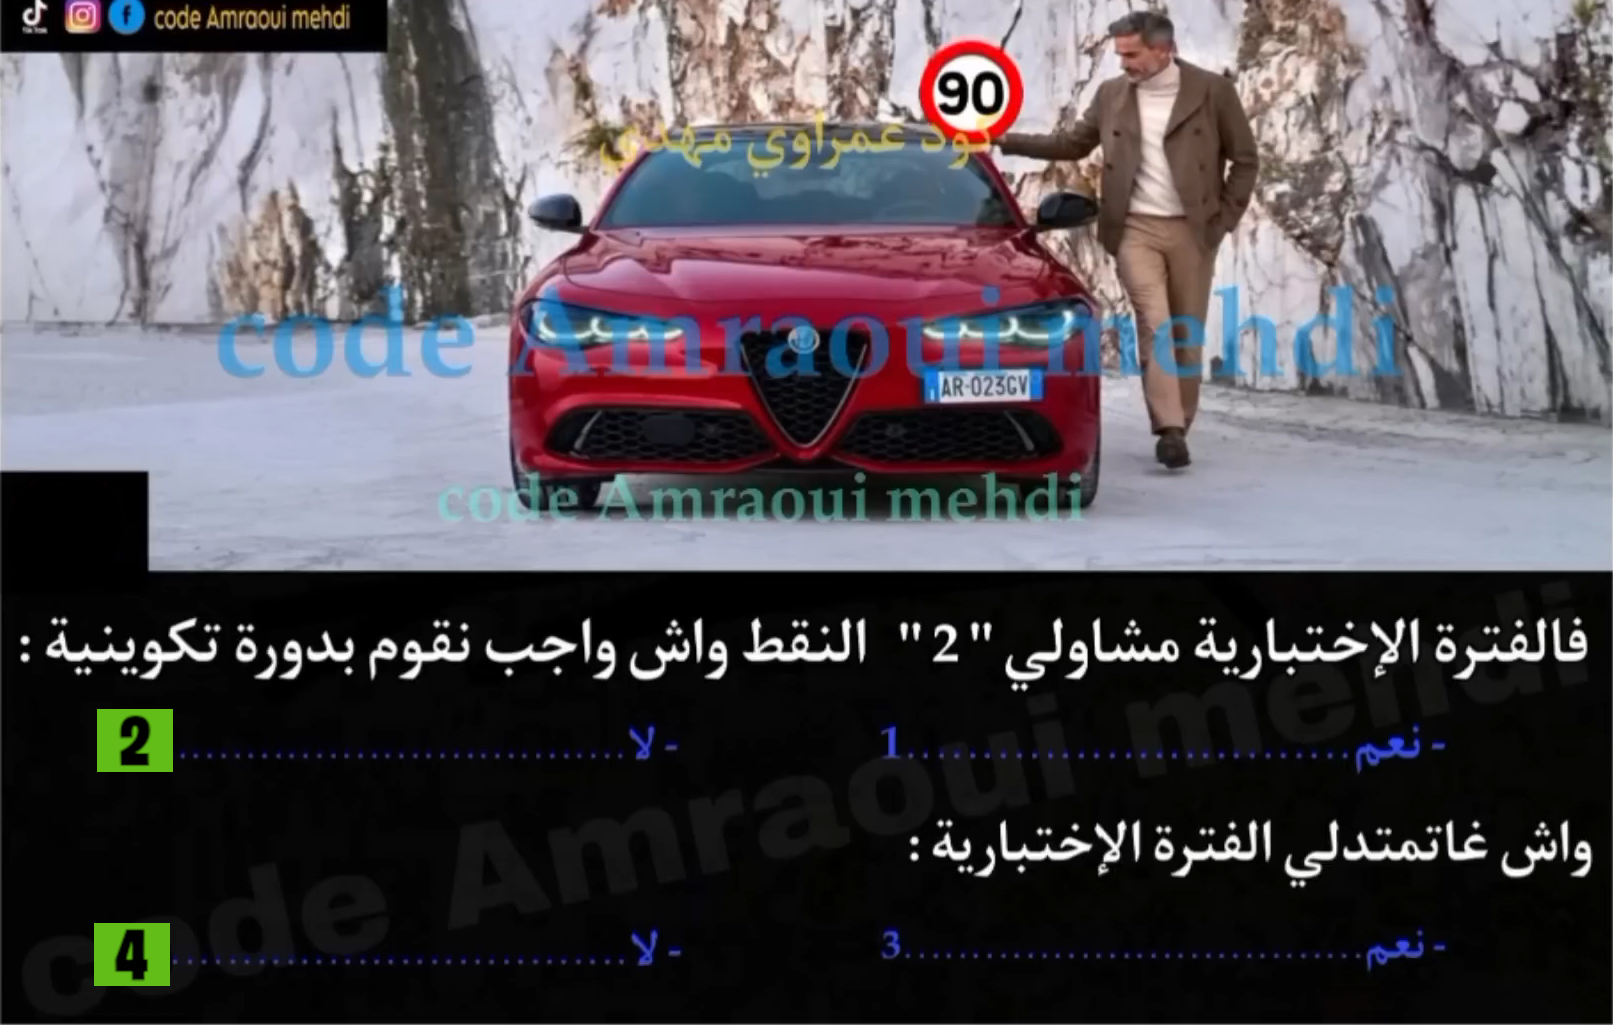 code Amraoui mehdi
90
كود عمراوي مهدي
code Amraoui mehdi
AR·023GV
code Amraoui mehdi
فالفترة الإختبارية مشاولي "2" النقط واش واجب نقوم بدورة تكوينية :
- نعم..............................1
- لا..............................2
واش غاتمتدلي الفترة الإختبارية :
- نعم..............................3
- لا..............................4
code Amraoui mehdi